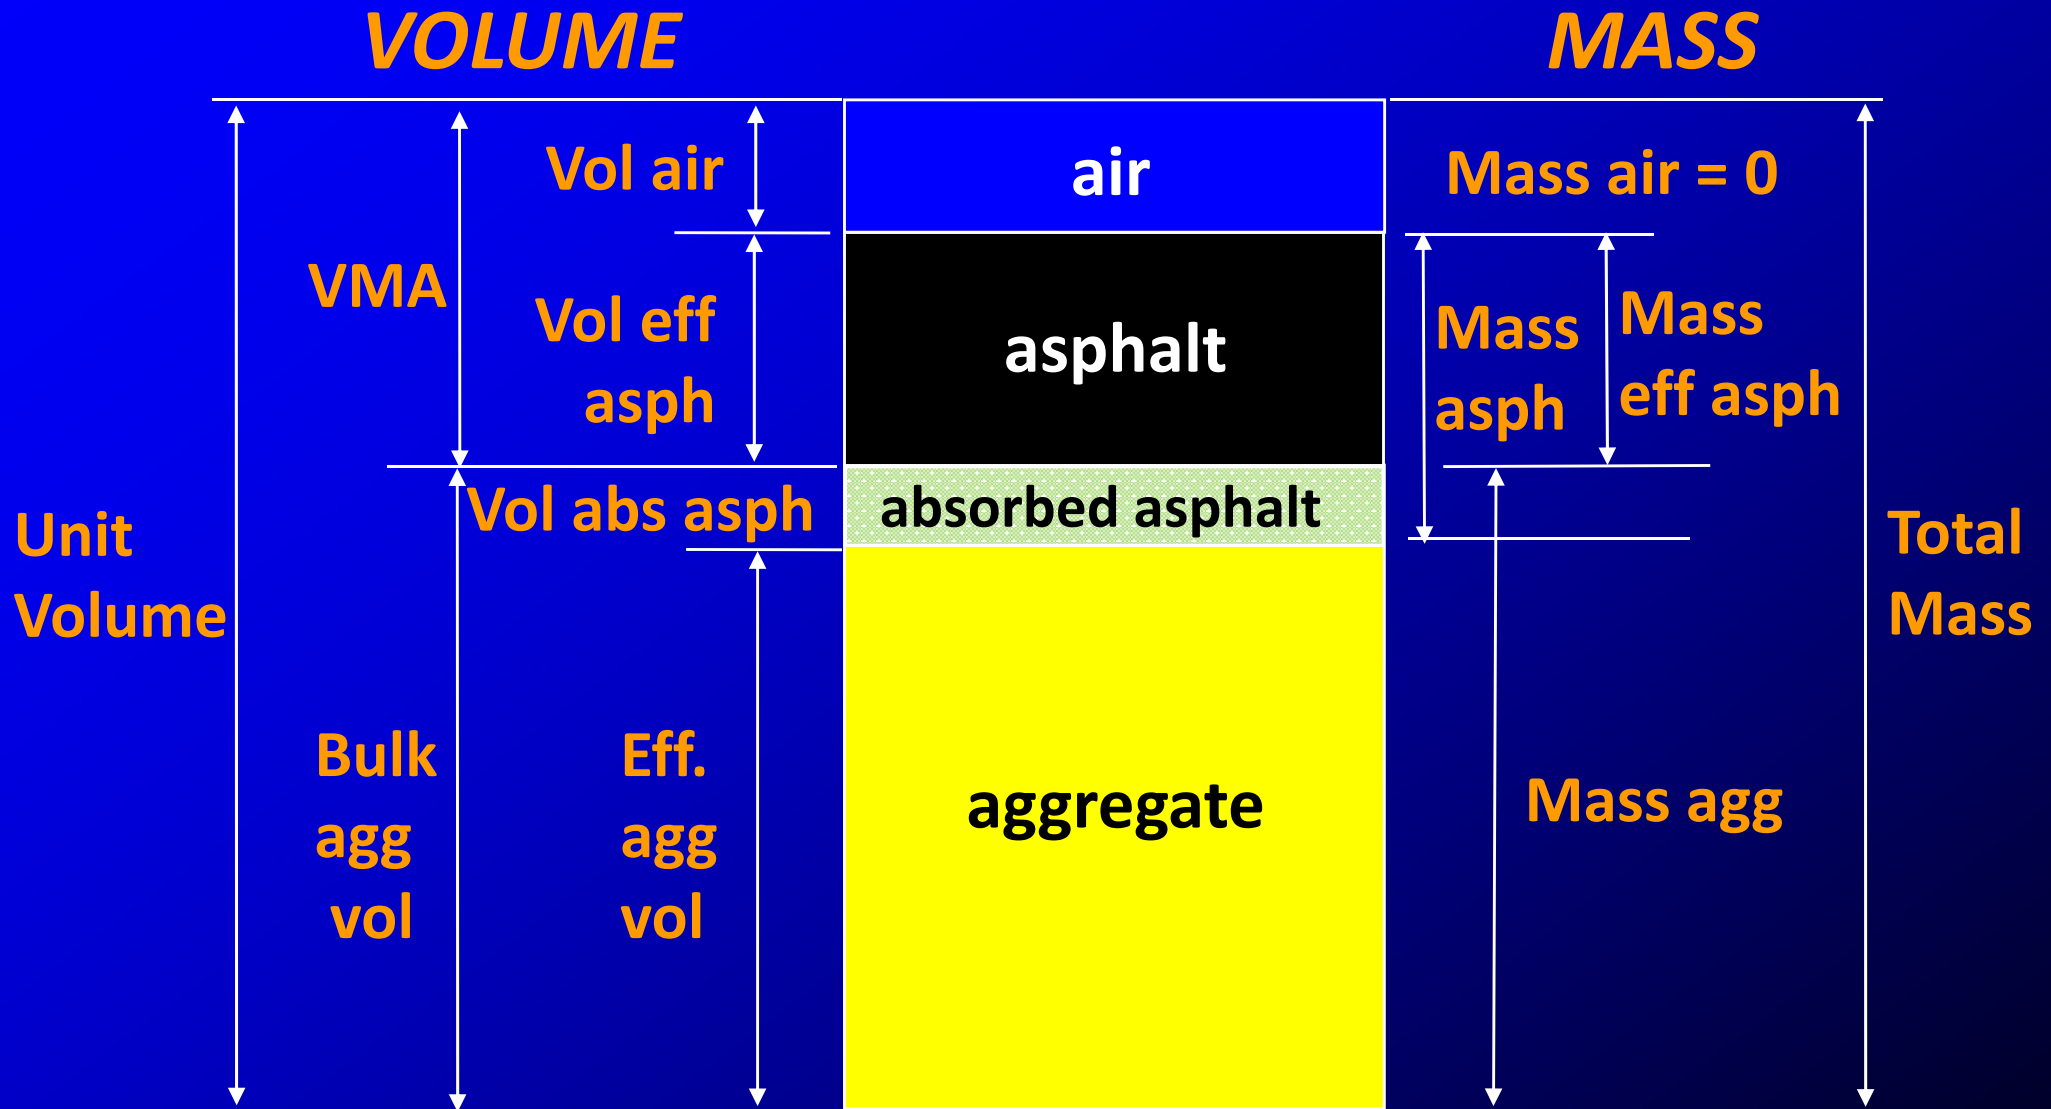 VOLUME
MASS
Vol air
air
Mass air = 0
VMA
Vol eff
asph
asphalt
Mass
asph
Mass
eff asph
Vol abs asph
absorbed asphalt
Unit
Volume
Total
Mass
Bulk
agg
vol
Eff.
agg
vol
aggregate
Mass agg